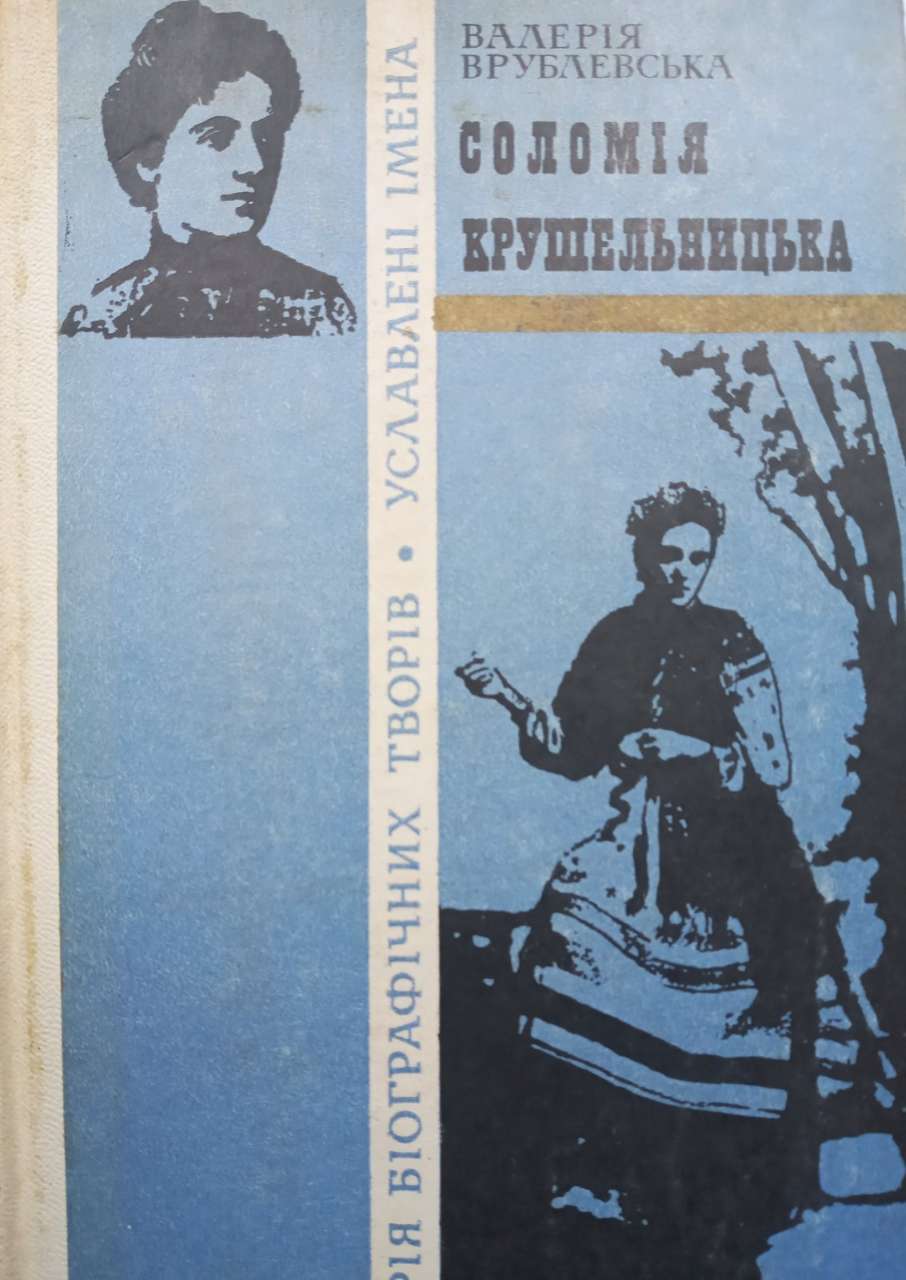 ВАЛЕРІЯ
ВРУБЛЕВСЬКА
СОЛОМІЯ
КРУШЕЛЬНИЦЬКА
РІЯ БІОГРАФІЧНИХ ТВОРІВ • УСЛАВЛЕНІ ІМЕНА